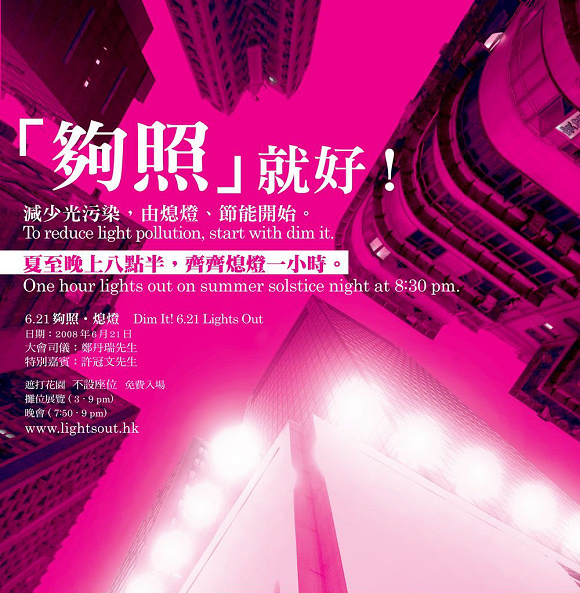 「夠照」就好！
減少光污染，由熄燈、節能開始。
To reduce light pollution, start with dim it.
夏至晚上八點半，齊齊熄燈一小時。
One hour lights out on summer solstice night at 8:30 pm.
6.21 夠照・熄燈 Dim It! 6.21 Lights Out
日期：2008年6月21日
大會司儀：鄭丹瑞先生
特別嘉賓：許冠文先生
遮打花園 不設座位 免費入場
攤位展覽 ( 3 - 9 pm)
晚會 ( 7:50 - 9 pm)
www.lightsout.hk